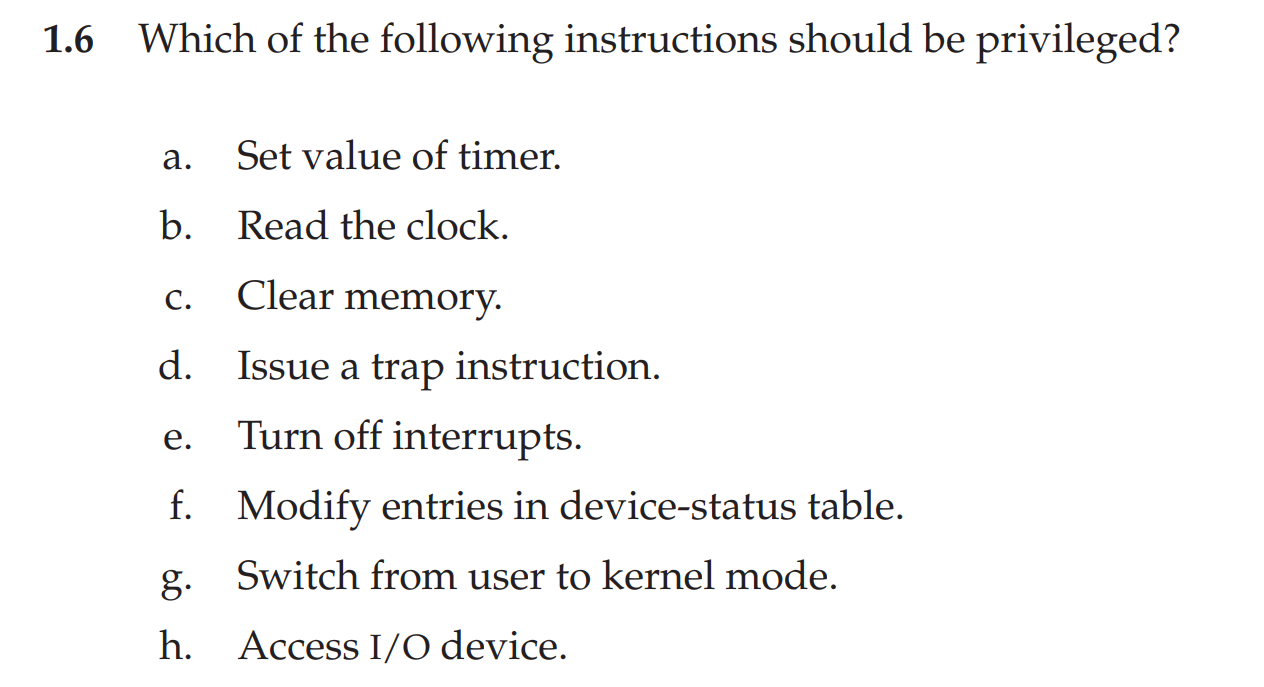 1.6 Which of the following instructions should be privileged?
a. Set value of timer.
b. Read the clock.
c. Clear memory.
d. Issue a trap instruction.
e. Turn off interrupts.
f. Modify entries in device-status table.
g. Switch from user to kernel mode.
h. Access I/O device.